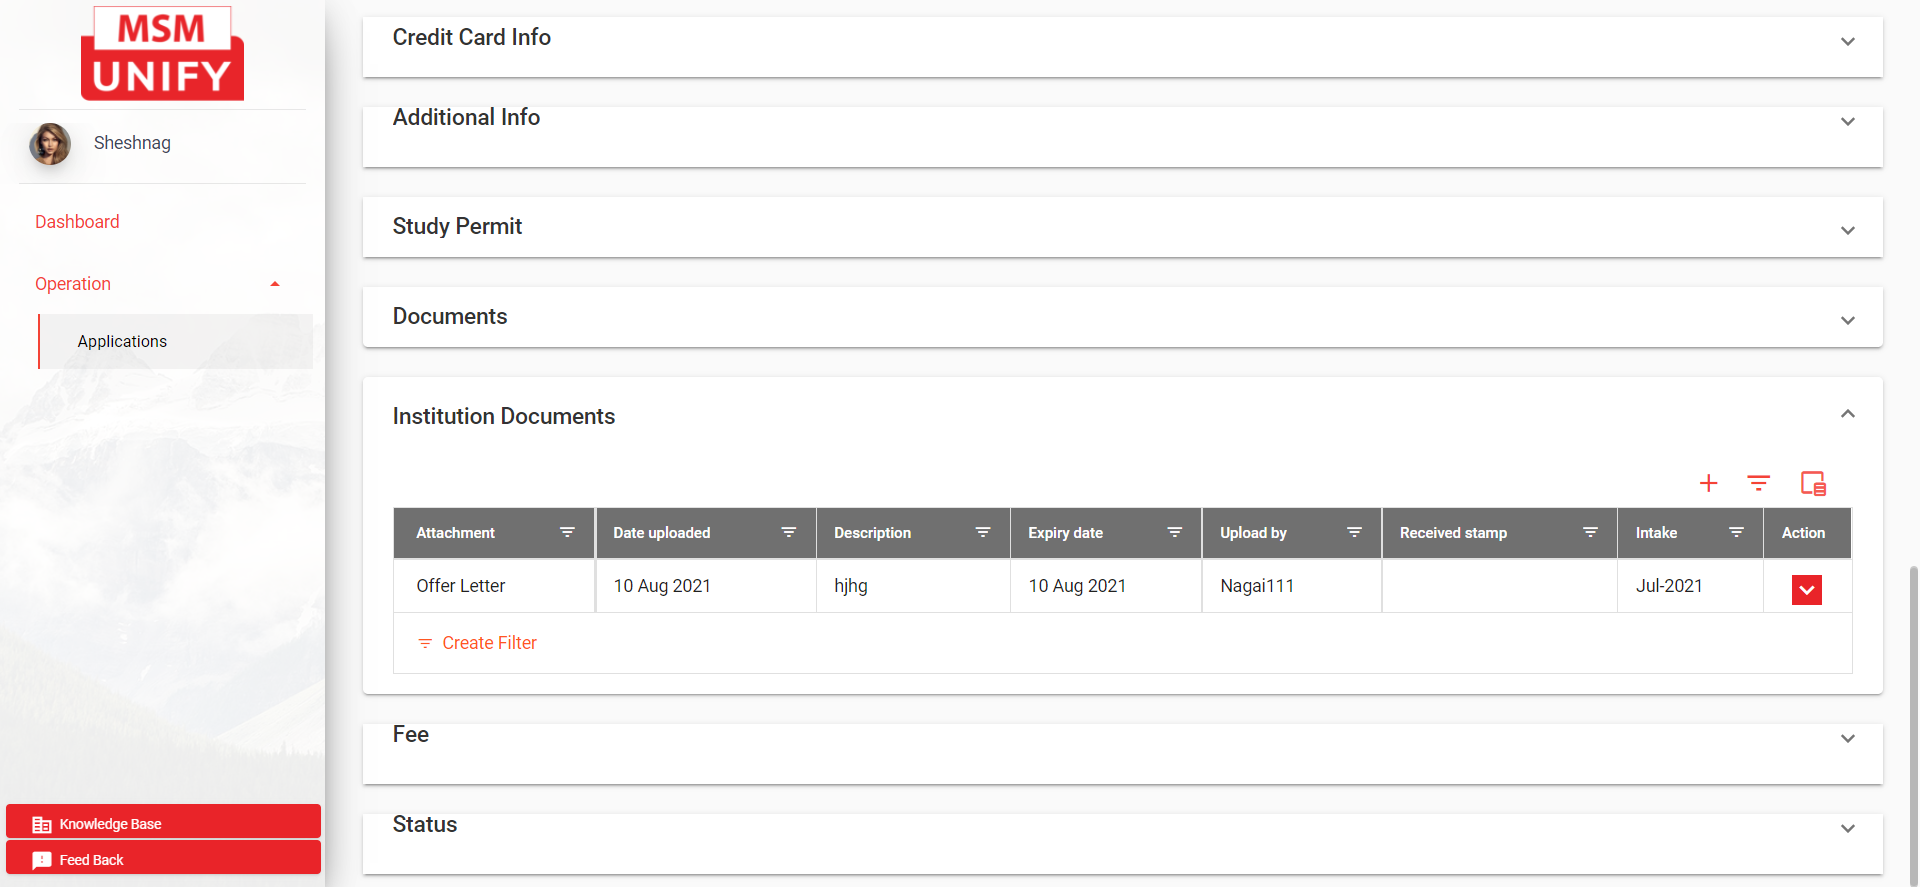 MSM
UNIFY
Sheshnag
Dashboard
Operation
Applications
Knowledge Base
Feed Back
Credit Card Info
Additional Info
Study Permit
Documents
Institution Documents
Attachment Date uploaded Description Expiry date Upload by Received stamp Intake Action
Offer Letter 10 Aug 2021 hjhg 10 Aug 2021 Nagai111 Jul-2021
Create Filter
Fee
Status